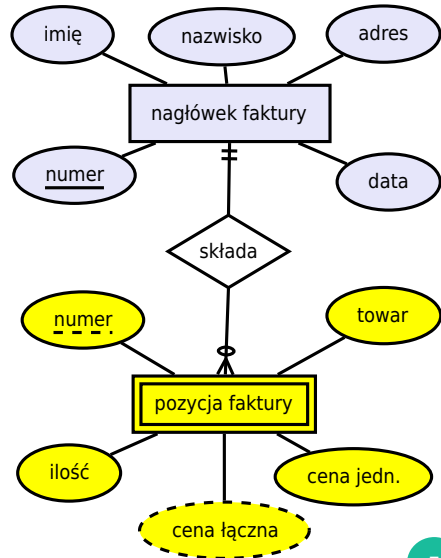 imię
nazwisko
adres
nagłówek faktury
numer
data
składa
numer
towar
pozycja faktury
ilość
cena jedn.
cena łączna